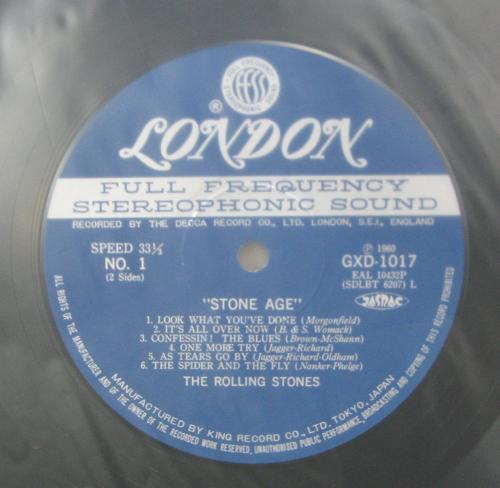 FULL FREQUENCY STEREOPHONIC SOUND
®
LONDON
FULL FREQUENCY
STEREOPHONIC SOUND
RECORDED BY THE DECCA RECORD CO., LTD. LONDON, S.E.I., ENGLAND
SPEED 33⅓
NO. 1
(2 Sides)
Ⓟ 1960
GXD-1017
EAL 10432P
(SDLBT 6207) L
JASRAC
"STONE AGE"
1. LOOK WHAT YOU'VE DONE (Morgonfield)
2. IT'S ALL OVER NOW (B. & S. Womack)
3. CONFESSIN' THE BLUES (Brown-McShann)
4. ONE MORE TRY (Jagger-Richard)
5. AS TEARS GO BY (Jagger-Richard-Oldham)
6. THE SPIDER AND THE FLY (Nanker-Phelge)
THE ROLLING STONES
MANUFACTURED BY KING RECORD CO., LTD. TOKYO, JAPAN
ALL RIGHTS OF THE MANUFACTURER AND OF THE OWNER OF THE RECORDED WORK RESERVED, UNAUTHORISED PUBLIC PERFORMANCE, BROADCASTING AND COPYING OF THIS RECORD PROHIBITED